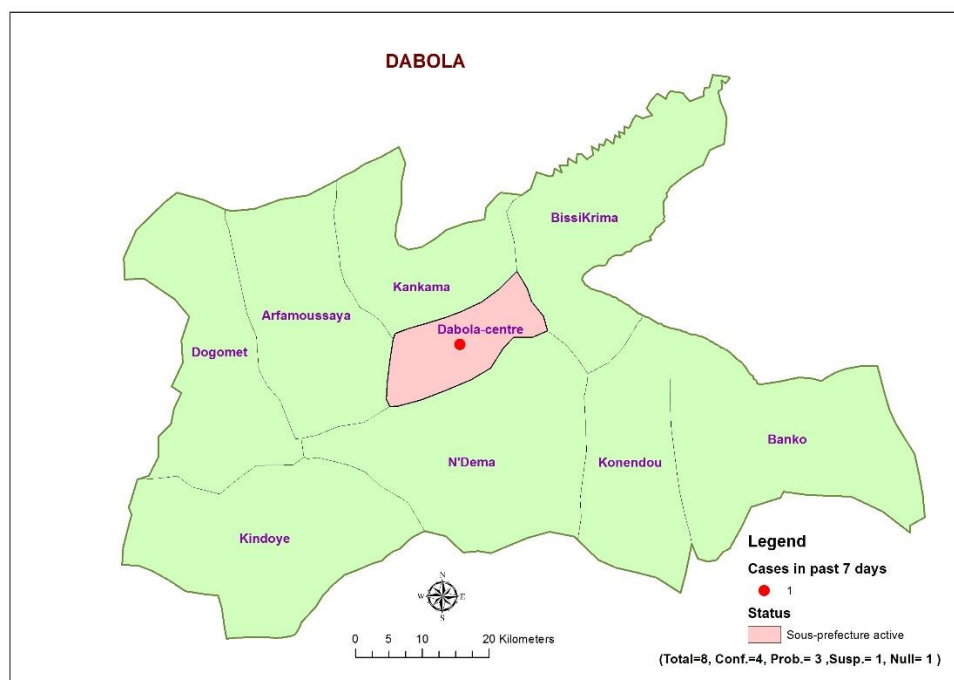 DABOLA
BissiKrima
Kankama
Arfamoussaya
Dabola-centre
Dogomet
Banko
N'Dema
Konendou
Kindoye
Legend
Cases in past 7 days
1
Status
Sous-prefecture active
(Total=8, Conf.=4, Prob.= 3 ,Susp.= 1, Null= 1 )
N
W E
S
0 5 10 20 Kilometers